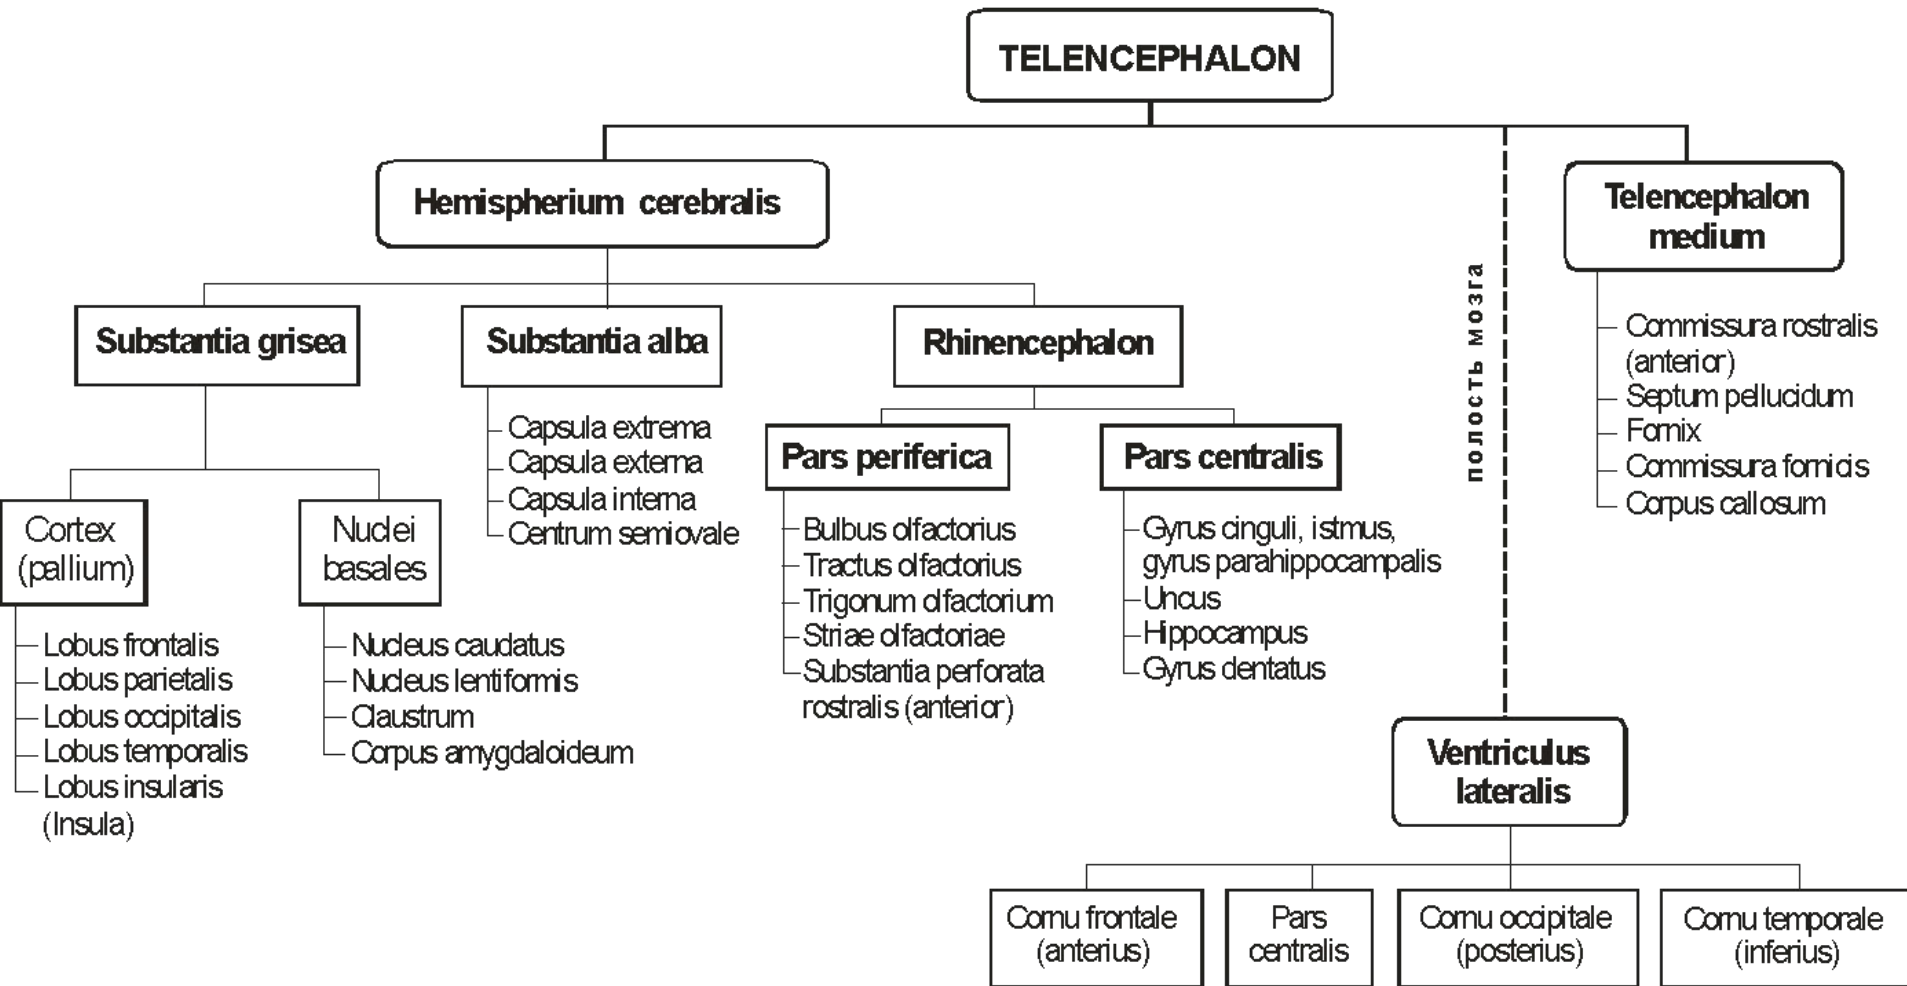 TELENCEPHALON
Hemispherium cerebralis
Telencephalon
medium
полость мозга
Substantia grisea
Substantia alba
Rhinencephalon
Commissura rostralis
(anterior)
Septum pellucidum
Fornix
Commissura fornicis
Corpus callosum
Capsula extrema
Capsula externa
Capsula interna
Centrum semiovale
Pars periferica
Pars centralis
Cortex
(pallium)
Nuclei
basales
Bulbus olfactorius
Tractus olfactorius
Trigonum olfactorium
Striae olfactoriae
Substantia perforata
rostralis (anterior)
Gyrus cinguli, istmus,
gyrus parahippocampalis
Uncus
Hippocampus
Gyrus dentatus
Lobus frontalis
Lobus parietalis
Lobus occipitalis
Lobus temporalis
Lobus insularis
(Insula)
Nucleus caudatus
Nucleus lentiformis
Claustrum
Corpus amygdaloideum
Ventriculus
lateralis
Cornu frontale
(anterius)
Pars
centralis
Cornu occipitale
(posterius)
Cornu temporale
(inferius)